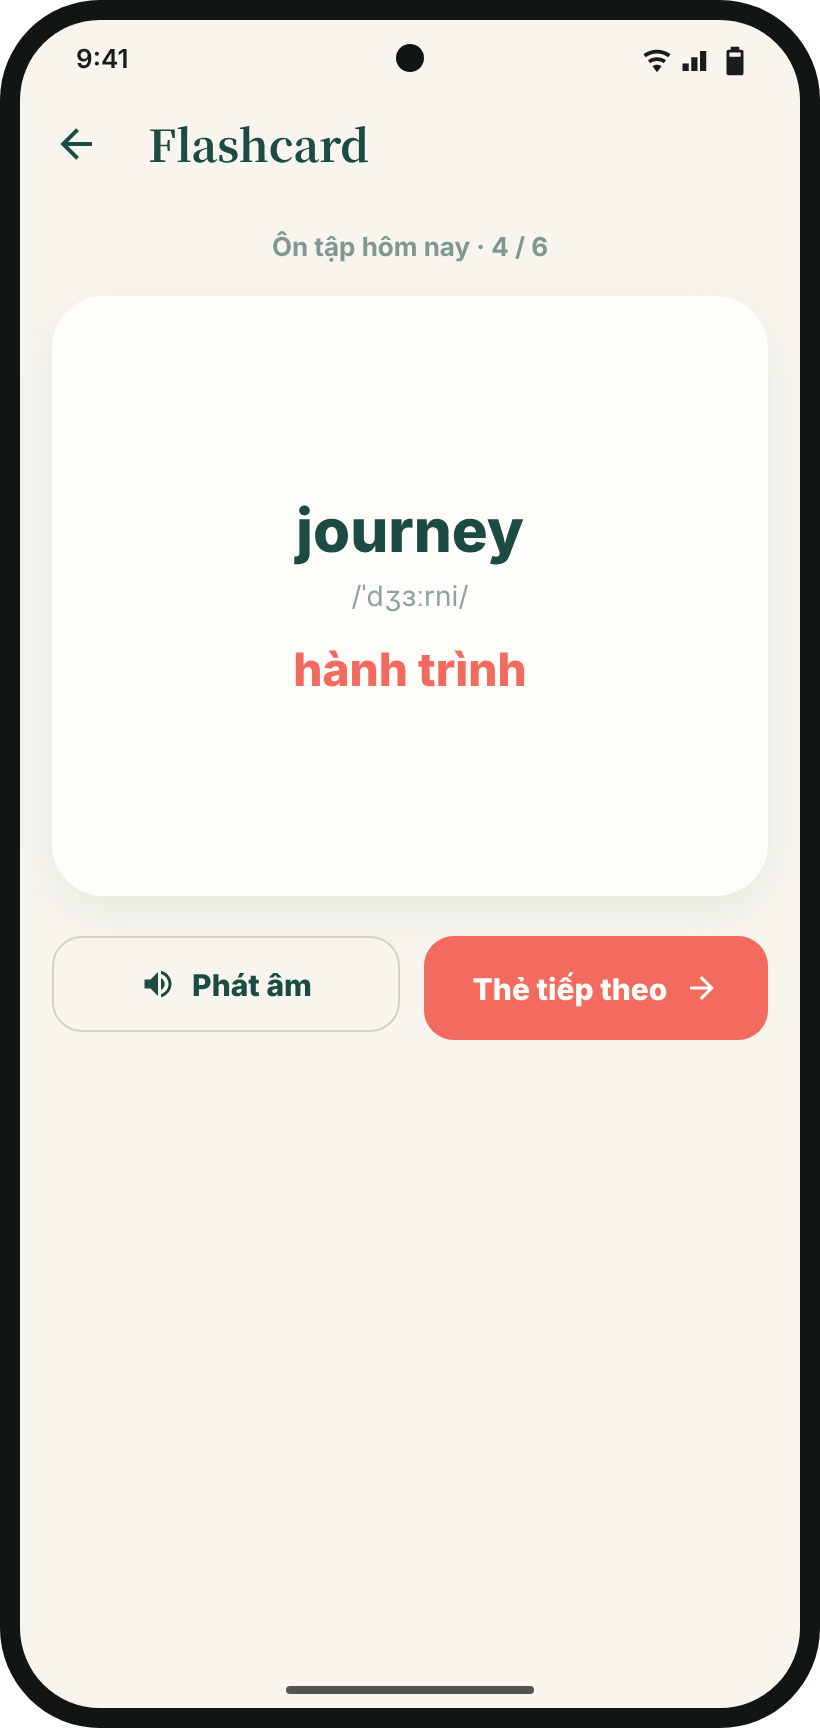 9:41
Flashcard
Ôn tập hôm nay · 4 / 6
journey
/ˈdʒɜːrni/
hành trình
Phát âm
Thẻ tiếp theo →